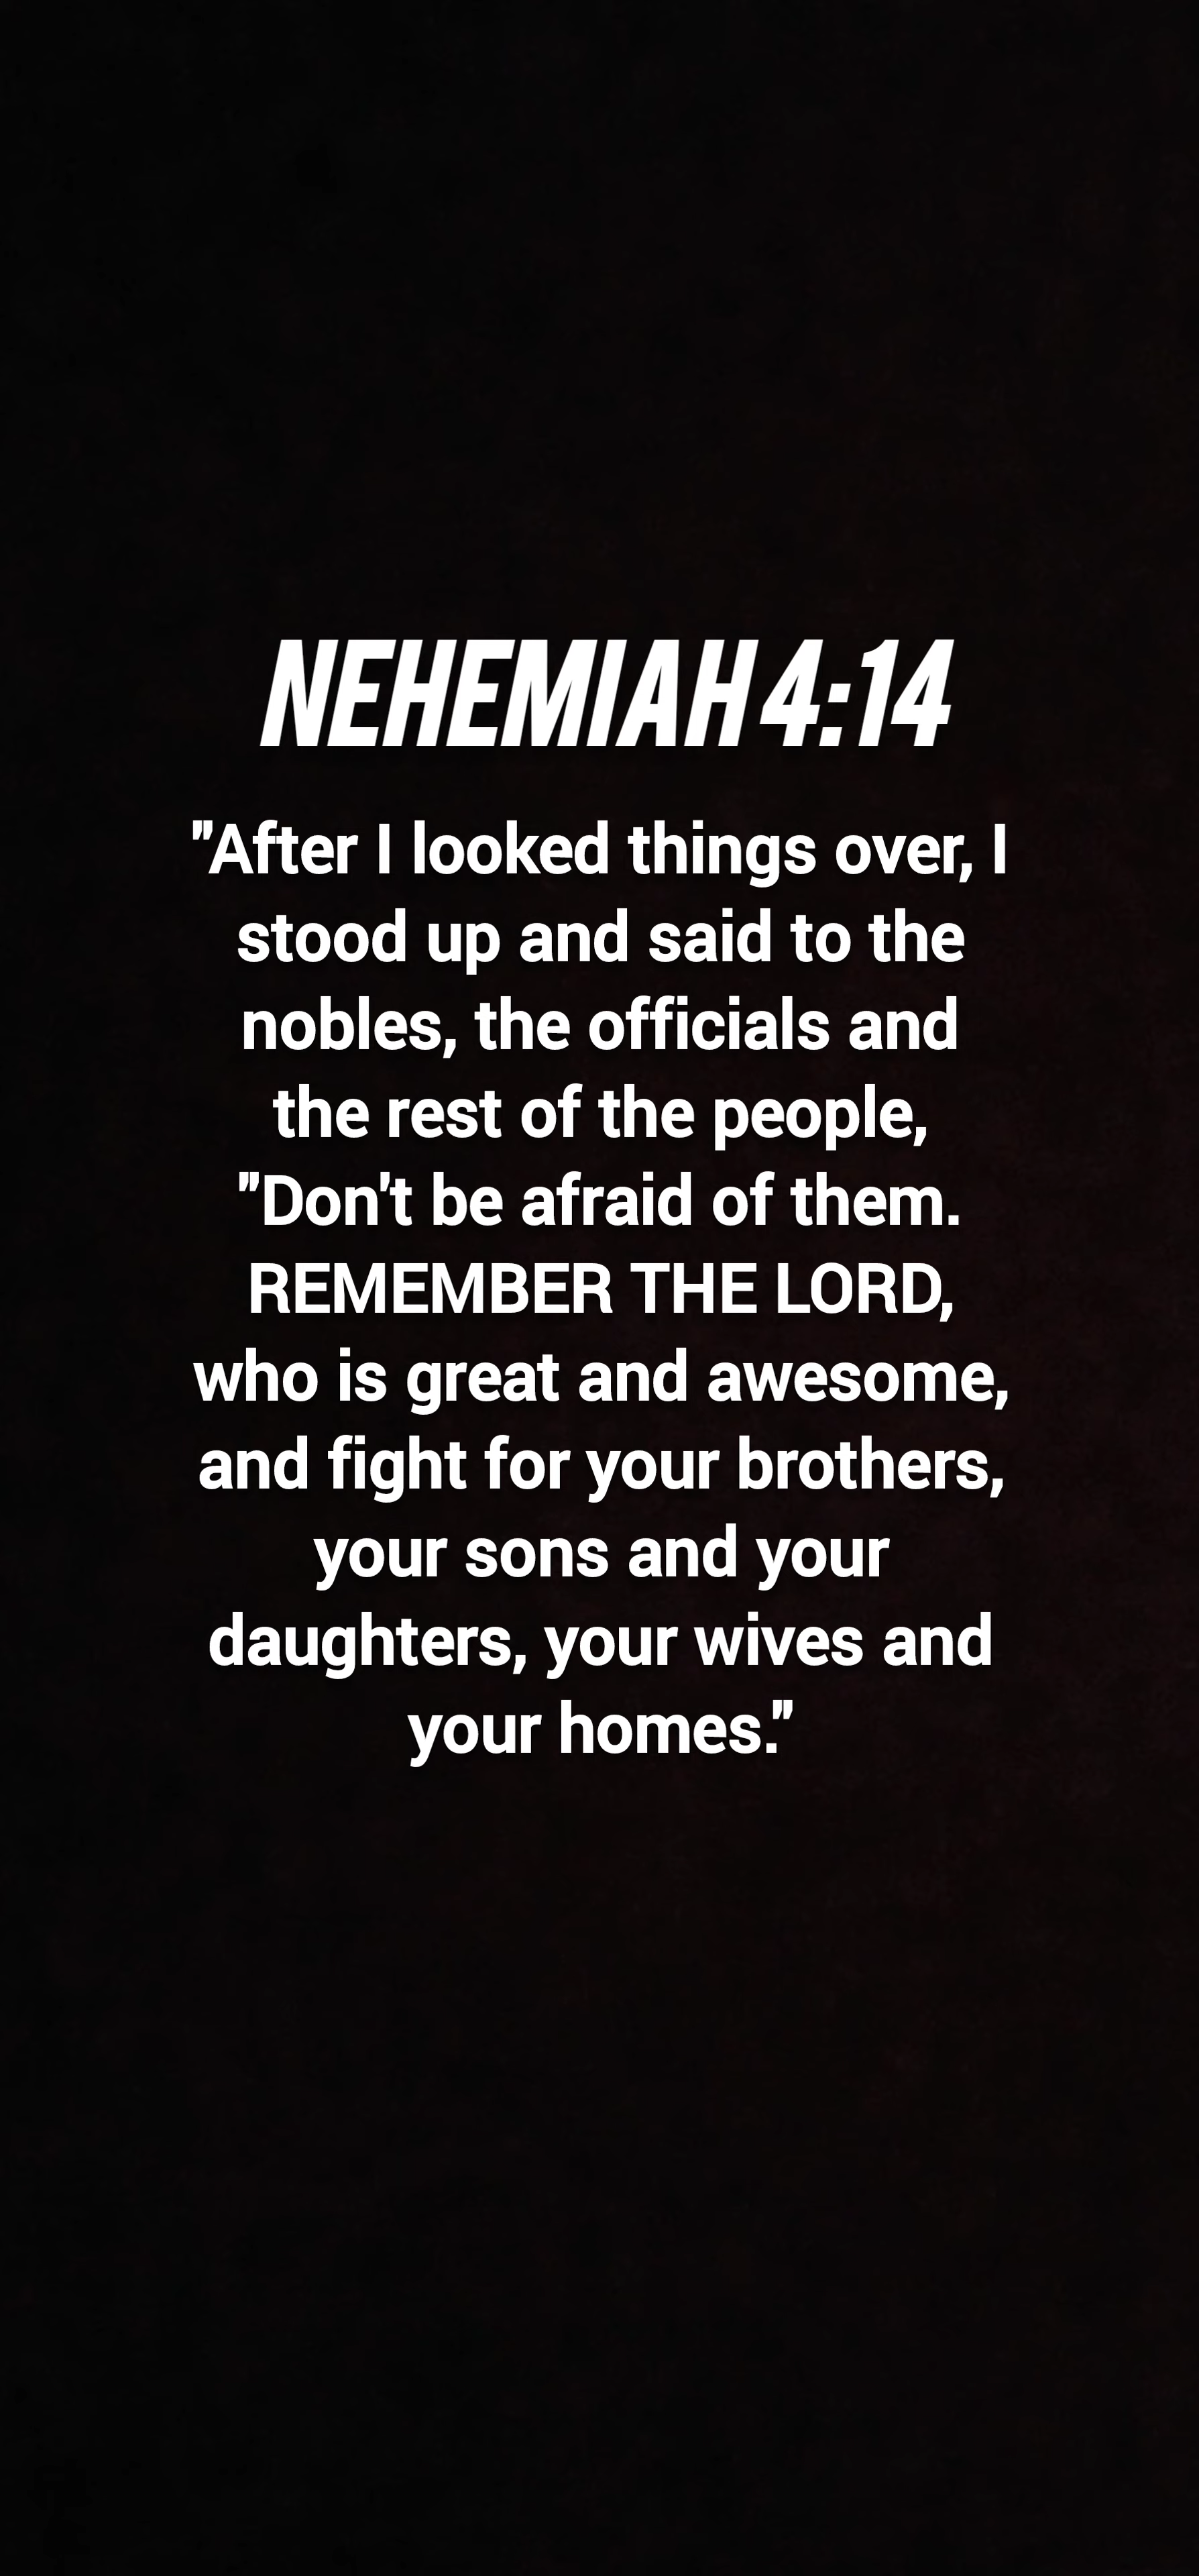 NEHEMIAH 4:14
"After I looked things over, I
stood up and said to the
nobles, the officials and
the rest of the people,
"Don't be afraid of them.
REMEMBER THE LORD,
who is great and awesome,
and fight for your brothers,
your sons and your
daughters, your wives and
your homes."